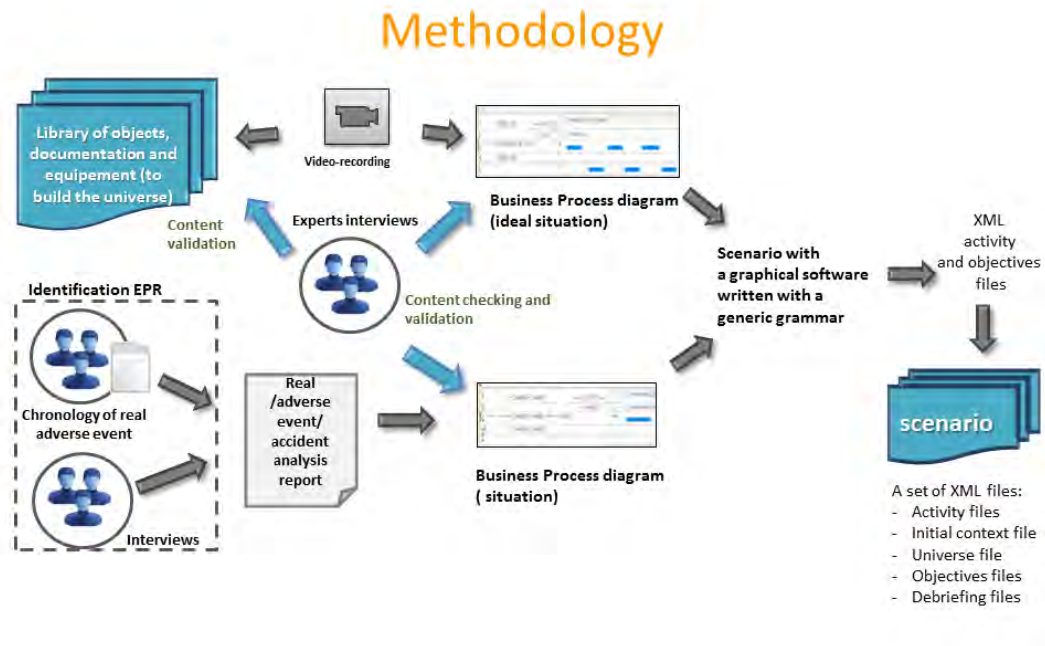 Methodology
Library of objects,
documentation and
equipement (to
build the universe)
Video-recording
Business Process diagram
(ideal situation)
Content
validation
Experts interviews
Content checking and
validation
Identification EPR
Chronology of real
adverse event
Interviews
Real
/adverse
event/
accident
analysis
report
Business Process diagram
( situation)
Scenario with
a graphical software
written with a
generic grammar
XML
activity
and objectives
files
scenario
A set of XML files:
- Activity files
- Initial context file
- Universe file
- Objectives files
- Debriefing files